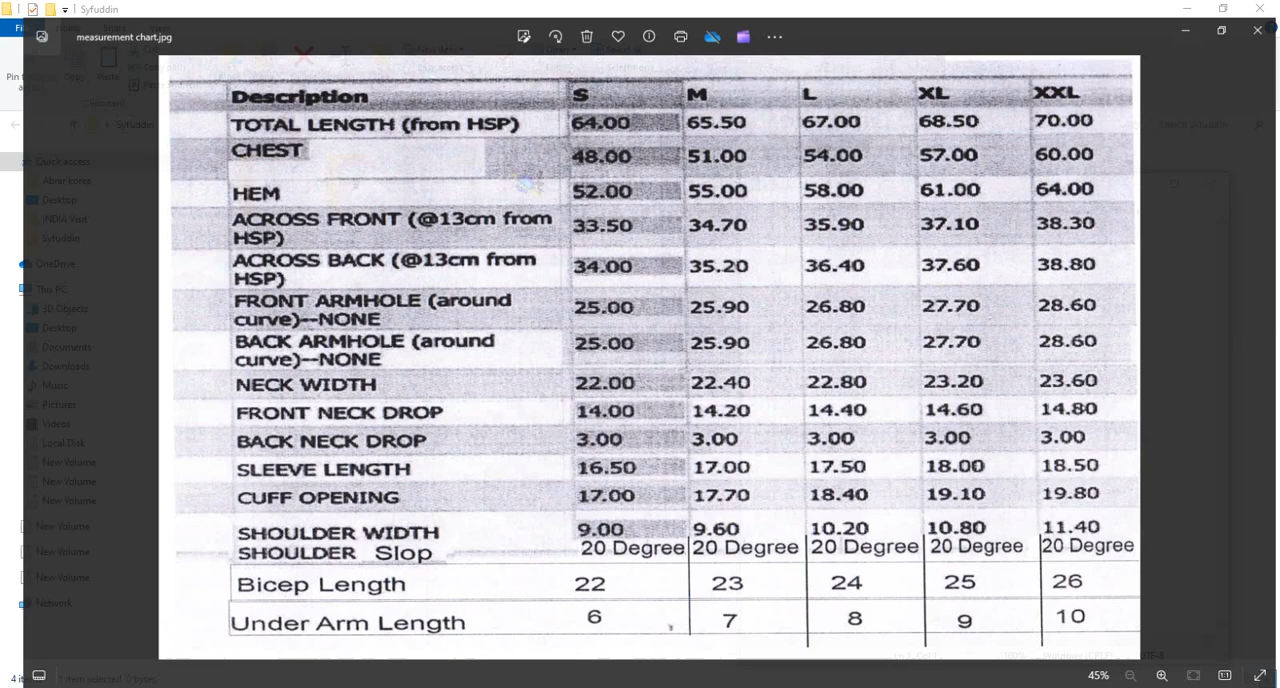 Syfuddin
measurement chart.jpg
Description S M L XL XXL
TOTAL LENGTH (from HSP) 64.00 65.50 67.00 68.50 70.00
CHEST 48.00 51.00 54.00 57.00 60.00
HEM 52.00 55.00 58.00 61.00 64.00
ACROSS FRONT (@13cm from
HSP) 33.50 34.70 35.90 37.10 38.30
ACROSS BACK (@13cm from
HSP) 34.00 35.20 36.40 37.60 38.80
FRONT ARMHOLE (around
curve)--NONE 25.00 25.90 26.80 27.70 28.60
BACK ARMHOLE (around
curve)--NONE 25.00 25.90 26.80 27.70 28.60
NECK WIDTH 22.00 22.40 22.80 23.20 23.60
FRONT NECK DROP 14.00 14.20 14.40 14.60 14.80
BACK NECK DROP 3.00 3.00 3.00 3.00 3.00
SLEEVE LENGTH 16.50 17.00 17.50 18.00 18.50
CUFF OPENING 17.00 17.70 18.40 19.10 19.80
SHOULDER WIDTH 9.00 9.60 10.20 10.80 11.40
SHOULDER Slop 20 Degree 20 Degree 20 Degree 20 Degree 20 Degree
Bicep Length 22 23 24 25 26
Under Arm Length 6 7 8 9 10
Quick access
Abrar korea
Desktop
INDIA Visit
Syfuddin
OneDrive
This PC
3D Objects
Desktop
Documents
Downloads
Music
Pictures
Videos
Local Disk
New Volume
New Volume
New Volume
New Volume
New Volume
New Volume
Network
1 item selected 0 bytes
45%